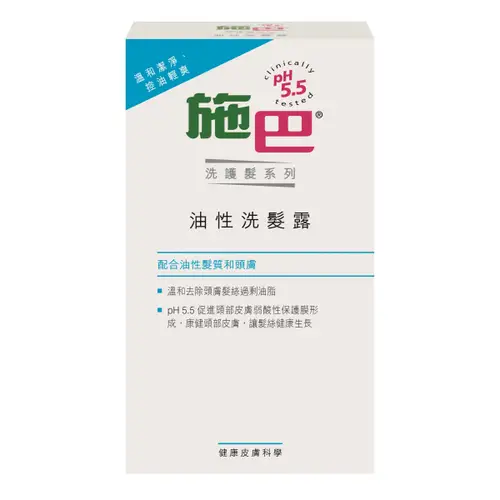 溫和潔淨、
控油輕爽
clinically
pH
5.5
tested
施巴®
洗護髮系列
油性洗髮露
配合油性髮質和頭膚
溫和去除頭膚髮絲過剩油脂
pH 5.5 促進頭部皮膚弱酸性保護膜形
成,康健頭部皮膚,讓髮絲健康生長
健康皮膚科學